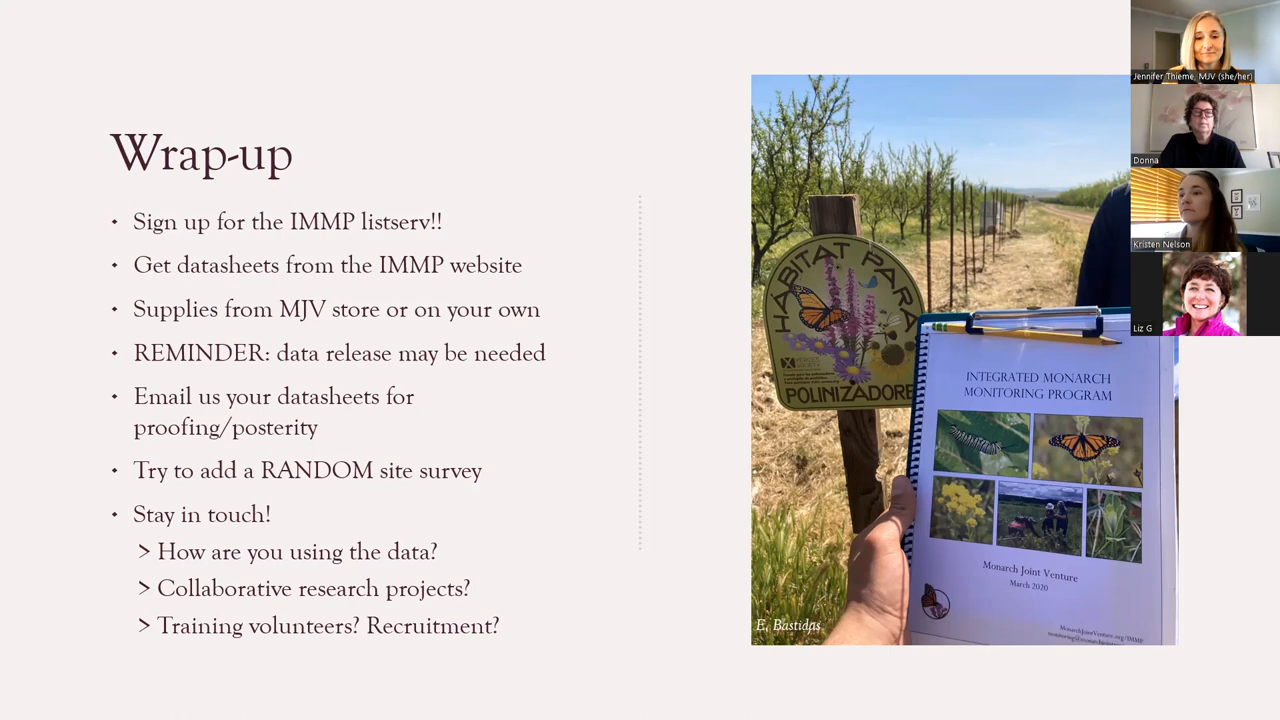 Wrap-up
Sign up for the IMMP listserv!!
Get datasheets from the IMMP website
Supplies from MJV store or on your own
REMINDER: data release may be needed
Email us your datasheets for
proofing/posterity
Try to add a RANDOM site survey
Stay in touch!
> How are you using the data?
> Collaborative research projects?
> Training volunteers? Recruitment?
HABITAT PARA
POLINIZADORE
INTEGRATED MONARCH
MONITORING PROGRAM
Monarch Joint Venture
March 2020
MonarchJointVenture.org/IMMP
E. Bastidas
Jennifer Thieme, MJV (she/her)
Donna
Kristen Nelson
Liz G